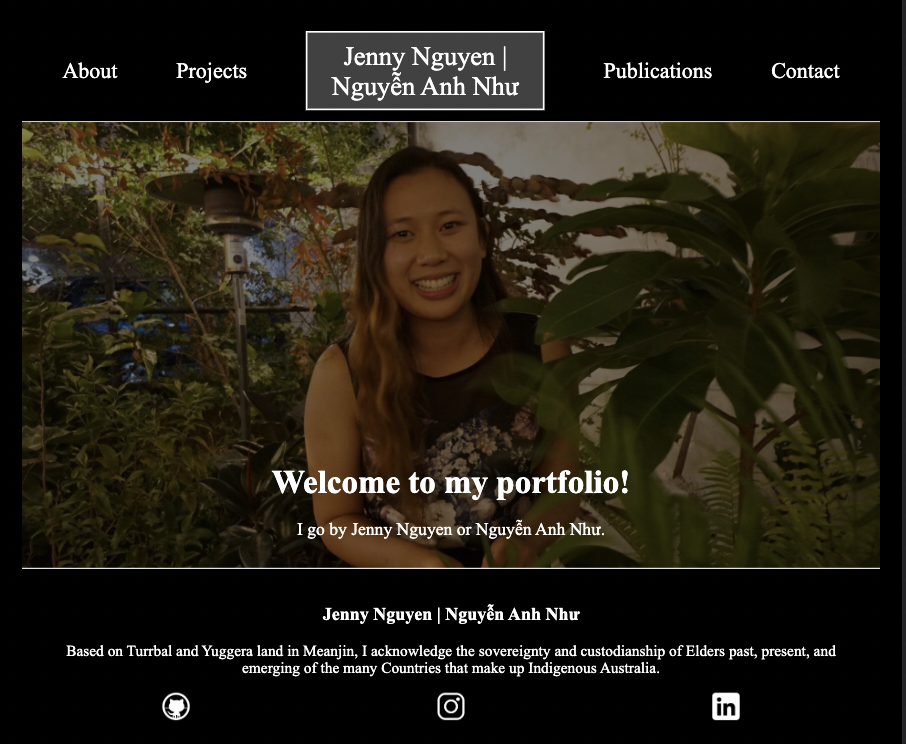 About
Projects
Jenny Nguyen |
Nguyễn Anh Như
Publications
Contact
Welcome to my portfolio!
I go by Jenny Nguyen or Nguyễn Anh Như.
Jenny Nguyen | Nguyễn Anh Như
Based on Turrbal and Yuggera land in Meanjin, I acknowledge the sovereignty and custodianship of Elders past, present, and
emerging of the many Countries that make up Indigenous Australia.
in